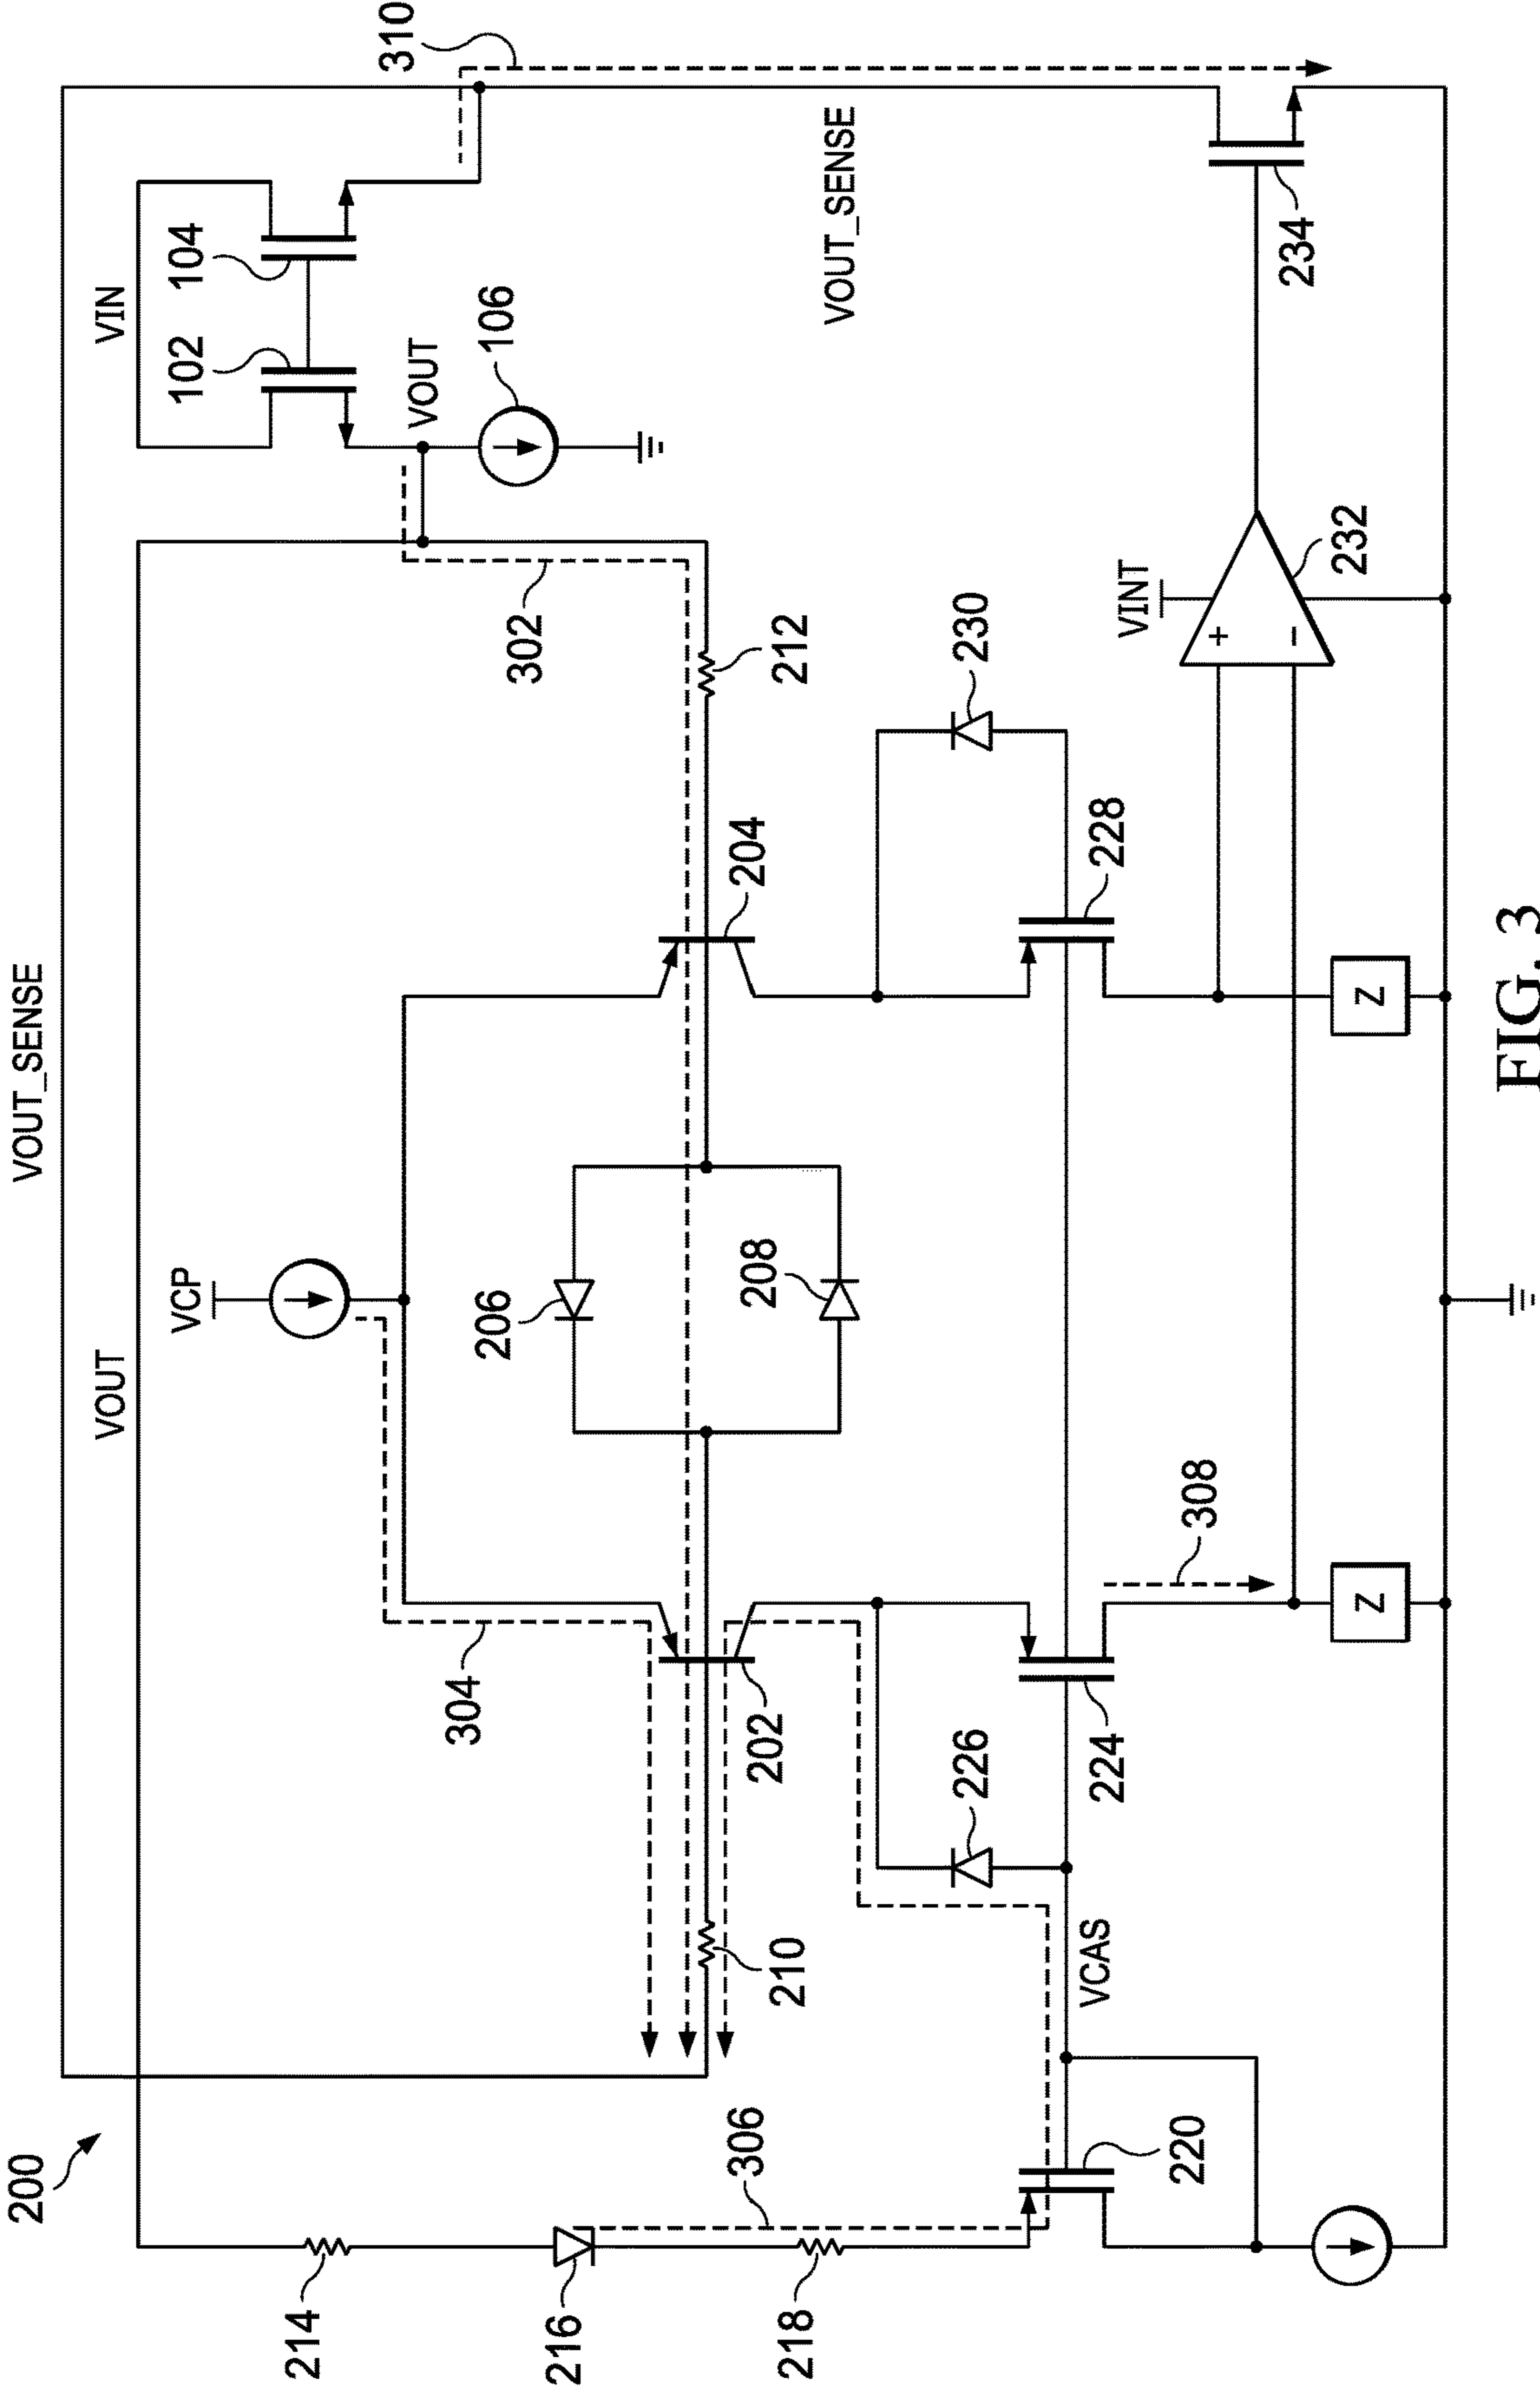 200
VOUT_SENSE
VOUT
VIN
310
104
102
VCP
VOUT
106
302
304
206
208
212
204
202
210
214
216
218
306
220
VCAS
226
224
308
230
228
VOUT_SENSE
VINT
+
-
232
234
Z
Z
FIG. 3